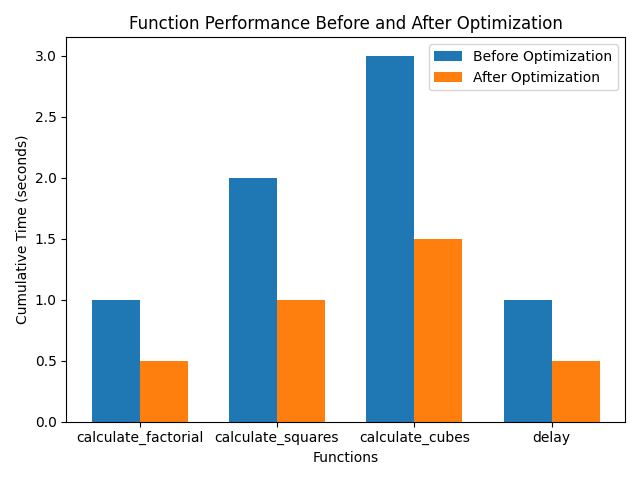 Function Performance Before and After Optimization
Before Optimization
After Optimization
Cumulative Time (seconds)
3.0
2.5
2.0
1.5
1.0
0.5
0.0
calculate_factorial
calculate_squares
calculate_cubes
delay
Functions